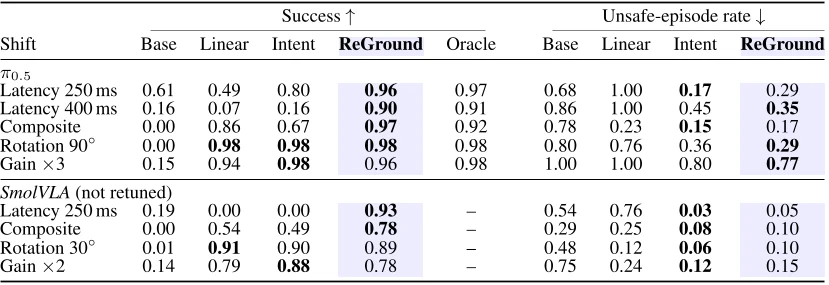 Success ↑ Unsafe-episode rate ↓
Shift Base Linear Intent ReGround Oracle Base Linear Intent ReGround
π0.5
Latency 250 ms 0.61 0.49 0.80 0.96 0.97 0.68 1.00 0.17 0.29
Latency 400 ms 0.16 0.07 0.16 0.90 0.91 0.86 1.00 0.45 0.35
Composite 0.00 0.86 0.67 0.97 0.92 0.78 0.23 0.15 0.17
Rotation 90° 0.00 0.98 0.98 0.98 0.98 0.80 0.76 0.36 0.29
Gain ×3 0.15 0.94 0.98 0.96 0.98 1.00 1.00 0.80 0.77
SmolVLA (not retuned)
Latency 250 ms 0.19 0.00 0.00 0.93 – 0.54 0.76 0.03 0.05
Composite 0.00 0.54 0.49 0.78 – 0.29 0.25 0.08 0.10
Rotation 30° 0.01 0.91 0.90 0.89 – 0.48 0.12 0.06 0.10
Gain ×2 0.14 0.79 0.88 0.78 – 0.75 0.24 0.12 0.15